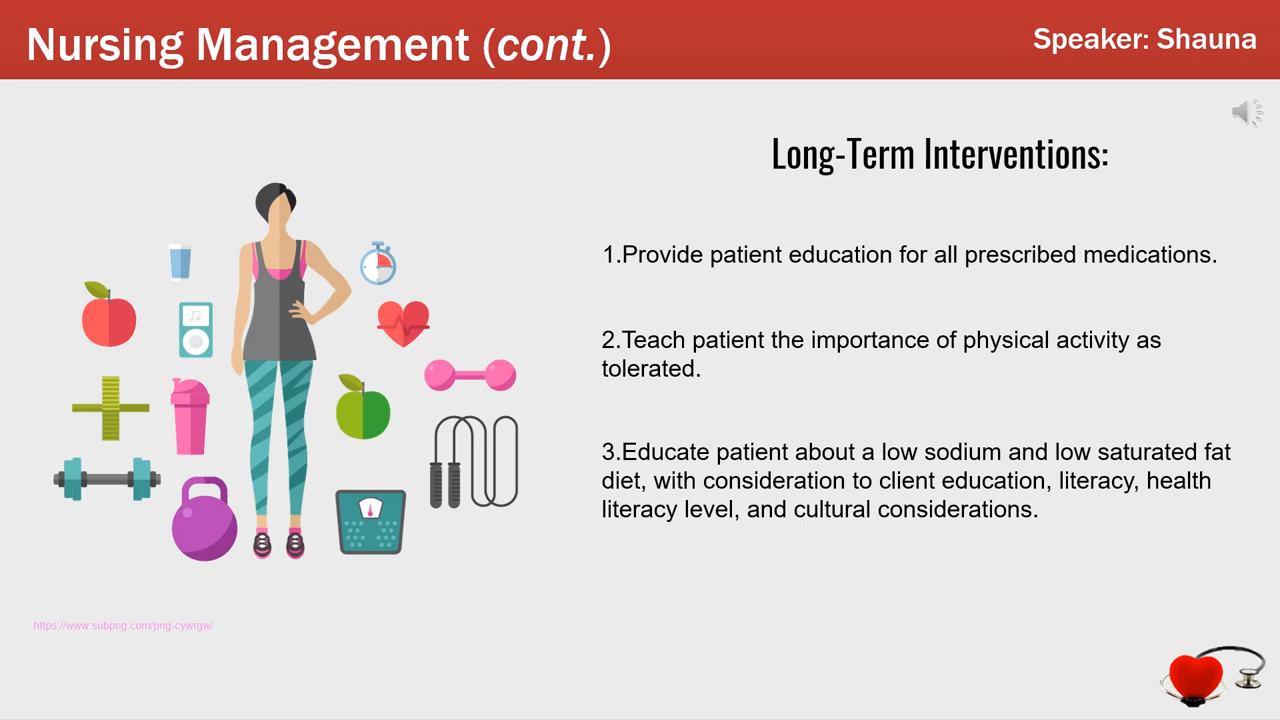 Nursing Management (cont.)
Speaker: Shauna
Long-Term Interventions:
1.Provide patient education for all prescribed medications.
2.Teach patient the importance of physical activity as
tolerated.
3.Educate patient about a low sodium and low saturated fat
diet, with consideration to client education, literacy, health
literacy level, and cultural considerations.
https://www.subpng.com/png-cywrgw/